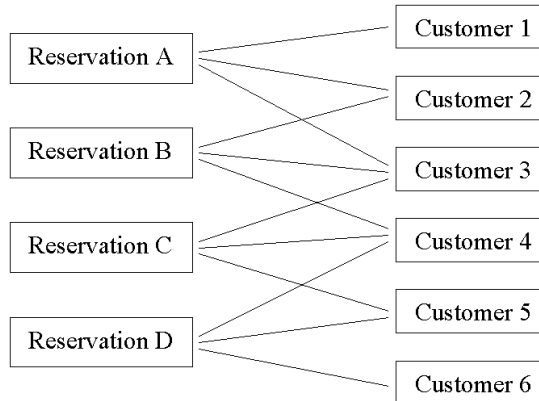 Reservation A
Reservation B
Reservation C
Reservation D
Customer 1
Customer 2
Customer 3
Customer 4
Customer 5
Customer 6